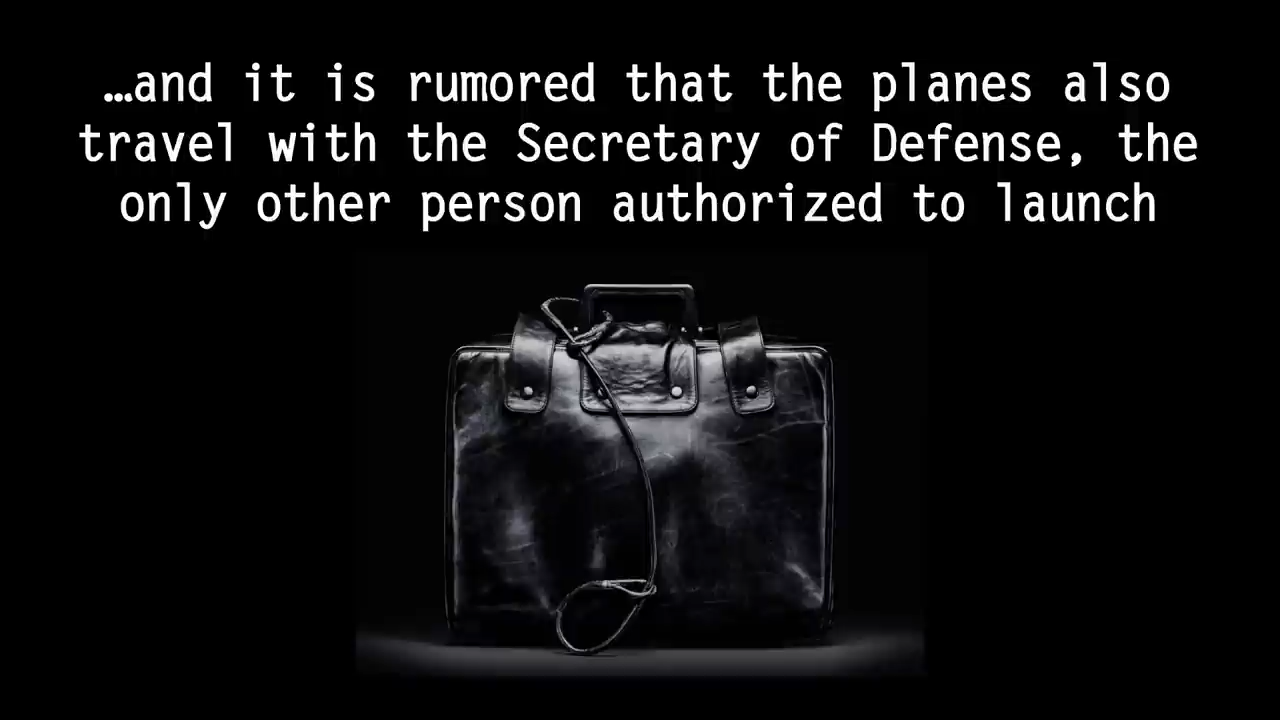 …and it is rumored that the planes also
travel with the Secretary of Defense, the
only other person authorized to launch